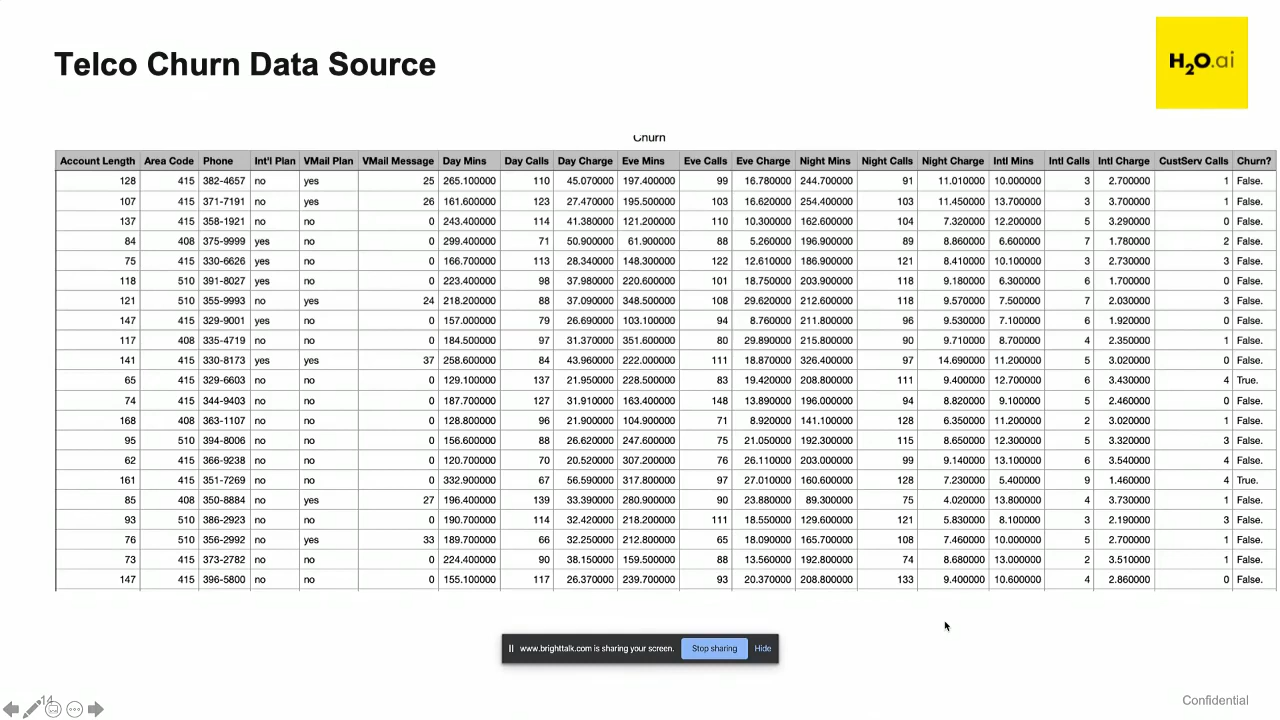 Telco Churn Data Source
H2O.ai
Churn
Account Length Area Code Phone Int'l Plan VMail Plan VMail Message Day Mins Day Calls Day Charge Eve Mins Eve Calls Eve Charge Night Mins Night Calls Night Charge Intl Mins Intl Calls Intl Charge CustServ Calls Churn?
128 415 382-4657 no yes 25 265.100000 110 45.070000 197.400000 99 16.780000 244.700000 91 11.010000 10.000000 3 2.700000 1 False.
107 415 371-7191 no yes 26 161.600000 123 27.470000 195.500000 103 16.620000 254.400000 103 11.450000 13.700000 3 3.700000 1 False.
137 415 358-1921 no no 0 243.400000 114 41.380000 121.200000 110 10.300000 162.600000 104 7.320000 12.200000 5 3.290000 0 False.
84 408 375-9999 yes no 0 299.400000 71 50.900000 61.900000 88 5.260000 196.900000 89 8.860000 6.600000 7 1.780000 2 False.
75 415 330-6626 yes no 0 166.700000 113 28.340000 148.300000 122 12.610000 186.900000 121 8.410000 10.100000 3 2.730000 3 False.
118 510 391-8027 yes no 0 223.400000 98 37.980000 220.600000 101 18.750000 203.900000 118 9.180000 6.300000 6 1.700000 0 False.
121 510 355-9993 no yes 24 218.200000 88 37.090000 348.500000 108 29.620000 212.600000 118 9.570000 7.500000 7 2.030000 3 False.
147 415 329-9001 yes no 0 157.000000 79 26.690000 103.100000 94 8.760000 211.800000 96 9.530000 7.100000 6 1.920000 0 False.
117 408 335-4719 no no 0 184.500000 97 31.370000 351.600000 80 29.890000 215.800000 90 9.710000 8.700000 4 2.350000 1 False.
141 415 330-8173 yes yes 37 258.600000 84 43.960000 222.000000 111 18.870000 326.400000 97 14.690000 11.200000 5 3.020000 0 False.
65 415 329-6603 no no 0 129.100000 137 21.950000 228.500000 83 19.420000 208.800000 111 9.400000 12.700000 6 3.430000 4 True.
74 415 344-9403 no no 0 187.700000 127 31.910000 163.400000 148 13.890000 196.000000 94 8.820000 9.100000 5 2.460000 0 False.
168 408 363-1107 no no 0 128.800000 96 21.900000 104.900000 71 8.920000 141.100000 128 6.350000 11.200000 2 3.020000 1 False.
95 510 394-8006 no no 0 156.600000 88 26.620000 247.600000 75 21.050000 192.300000 115 8.650000 12.300000 5 3.320000 3 False.
62 415 366-9238 no no 0 120.700000 70 20.520000 307.200000 76 26.110000 203.000000 99 9.140000 13.100000 6 3.540000 4 False.
161 415 351-7269 no no 0 332.900000 67 56.590000 317.800000 97 27.010000 160.600000 128 7.230000 5.400000 9 1.460000 4 True.
85 408 350-8884 no yes 27 196.400000 139 33.390000 280.900000 90 23.880000 89.300000 75 4.020000 13.800000 4 3.730000 1 False.
93 510 386-2923 no no 0 190.700000 114 32.420000 218.200000 111 18.550000 129.600000 121 5.830000 8.100000 3 2.190000 3 False.
76 510 356-2992 no yes 33 189.700000 66 32.250000 212.800000 65 18.090000 165.700000 108 7.460000 10.000000 5 2.700000 1 False.
73 415 373-2782 no no 0 224.400000 90 38.150000 159.500000 88 13.560000 192.800000 74 8.680000 13.000000 2 3.510000 1 False.
147 415 396-5800 no no 0 155.100000 117 26.370000 239.700000 93 20.370000 208.800000 133 9.400000 10.600000 4 2.860000 0 False.
www.brighttalk.com is sharing your screen. Stop sharing Hide
14
Confidential